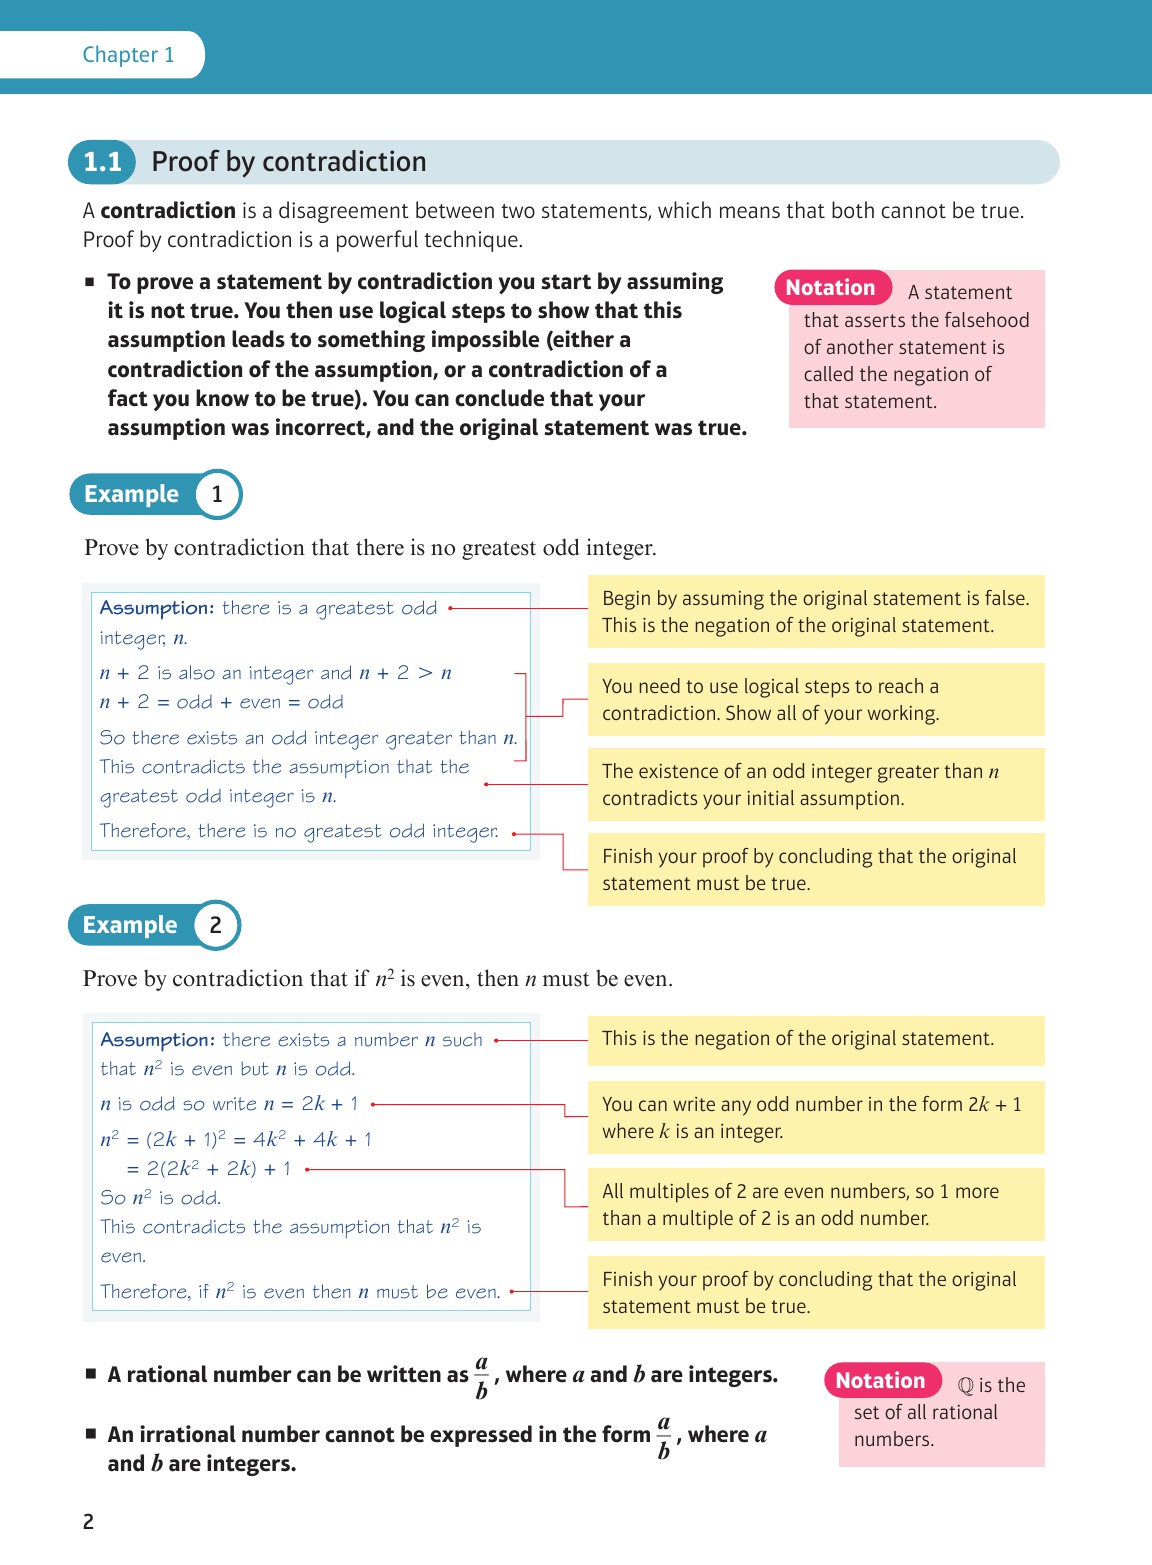 Chapter 1
1.1 Proof by contradiction
A contradiction is a disagreement between two statements, which means that both cannot be true.
Proof by contradiction is a powerful technique.
▪ To prove a statement by contradiction you start by assuming
it is not true. You then use logical steps to show that this
assumption leads to something impossible (either a
contradiction of the assumption, or a contradiction of a
fact you know to be true). You can conclude that your
assumption was incorrect, and the original statement was true.
Notation A statement
that asserts the falsehood
of another statement is
called the negation of
that statement.
Example 1
Prove by contradiction that there is no greatest odd integer.
Assumption: there is a greatest odd
integer, n.
n + 2 is also an integer and n + 2 > n
n + 2 = odd + even = odd
So there exists an odd integer greater than n.
This contradicts the assumption that the
greatest odd integer is n.
Therefore, there is no greatest odd integer.
Begin by assuming the original statement is false.
This is the negation of the original statement.
You need to use logical steps to reach a
contradiction. Show all of your working.
The existence of an odd integer greater than n
contradicts your initial assumption.
Finish your proof by concluding that the original
statement must be true.
Example 2
Prove by contradiction that if n² is even, then n must be even.
Assumption: there exists a number n such
that n² is even but n is odd.
n is odd so write n = 2k + 1
n² = (2k + 1)² = 4k² + 4k + 1
= 2(2k² + 2k) + 1
So n² is odd.
This contradicts the assumption that n² is
even.
Therefore, if n² is even then n must be even.
This is the negation of the original statement.
You can write any odd number in the form 2k + 1
where k is an integer.
All multiples of 2 are even numbers, so 1 more
than a multiple of 2 is an odd number.
Finish your proof by concluding that the original
statement must be true.
▪ A rational number can be written as a/b, where a and b are integers.
▪ An irrational number cannot be expressed in the form a/b, where a
and b are integers.
Notation ℚ is the
set of all rational
numbers.
2